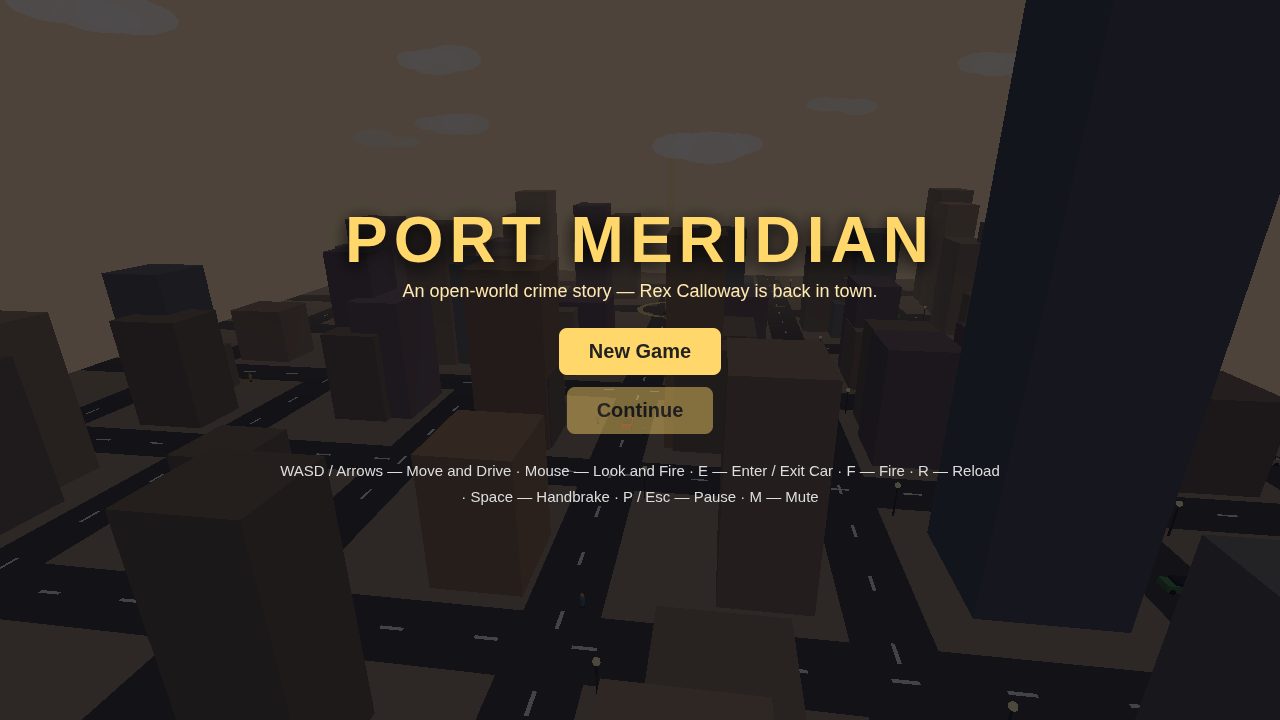 PORT MERIDIAN
An open-world crime story — Rex Calloway is back in town.
New Game
Continue
WASD / Arrows — Move and Drive · Mouse — Look and Fire · E — Enter / Exit Car · F — Fire · R — Reload
· Space — Handbrake · P / Esc — Pause · M — Mute